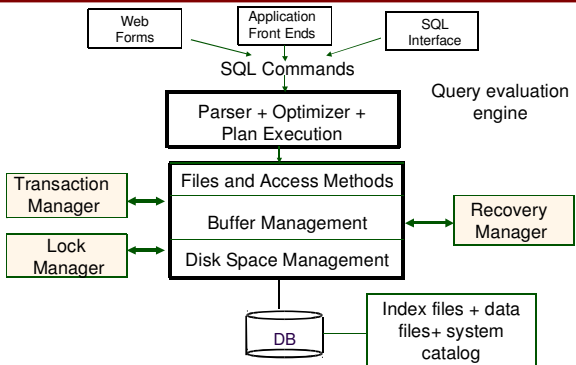 Web
Forms
Application
Front Ends
SQL
Interface
SQL Commands
Query evaluation
engine
Parser + Optimizer +
Plan Execution
Transaction
Manager
Files and Access Methods
Buffer Management
Recovery
Manager
Lock
Manager
Disk Space Management
DB
Index files + data
files+ system
catalog